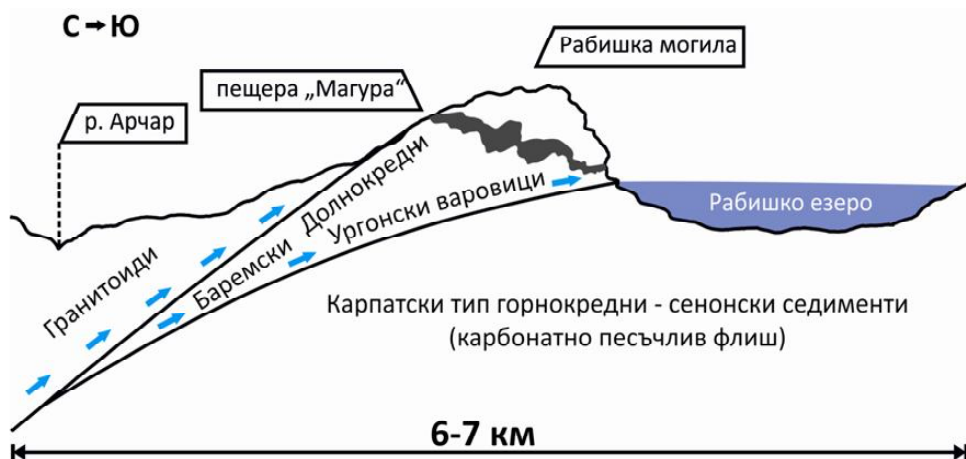 С → Ю
Рабишка могила
пещера „Магура“
р. Арчар
Гранитоиди
Баремски Долнокредни
Ургонски варовици
Рабишко езеро
Карпатски тип горнокредни - сенонски седименти
(карбонатно песъчлив флиш)
6-7 км